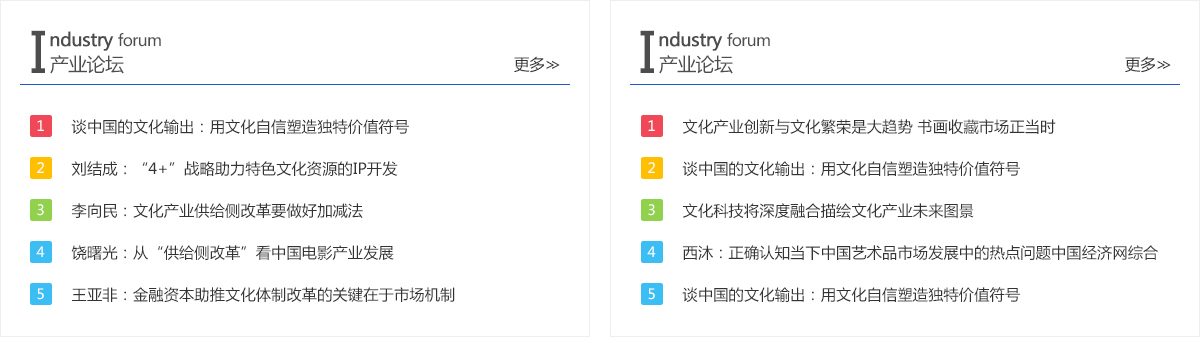 Industry forum
产业论坛
更多≫
1 谈中国的文化输出：用文化自信塑造独特价值符号
2 刘结成：“4+”战略助力特色文化资源的IP开发
3 李向民：文化产业供给侧改革要做好加减法
4 饶曙光：从“供给侧改革”看中国电影产业发展
5 王亚非：金融资本助推文化体制改革的关键在于市场机制
Industry forum
产业论坛
更多≫
1 文化产业创新与文化繁荣是大趋势 书画收藏市场正当时
2 谈中国的文化输出：用文化自信塑造独特价值符号
3 文化科技将深度融合描绘文化产业未来图景
4 西沐：正确认知当下中国艺术品市场发展中的热点问题中国经济网综合
5 谈中国的文化输出：用文化自信塑造独特价值符号